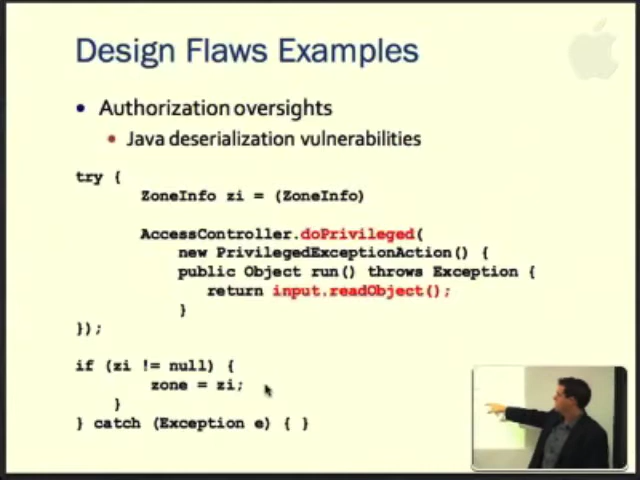 Design Flaws Examples
• Authorization oversights
• Java deserialization vulnerabilities
try {
ZoneInfo zi = (ZoneInfo)
AccessController.doPrivileged(
new PrivilegedExceptionAction() {
public Object run() throws Exception {
return input.readObject();
}
});
if (zi != null) {
zone = zi;
}
} catch (Exception e) { }